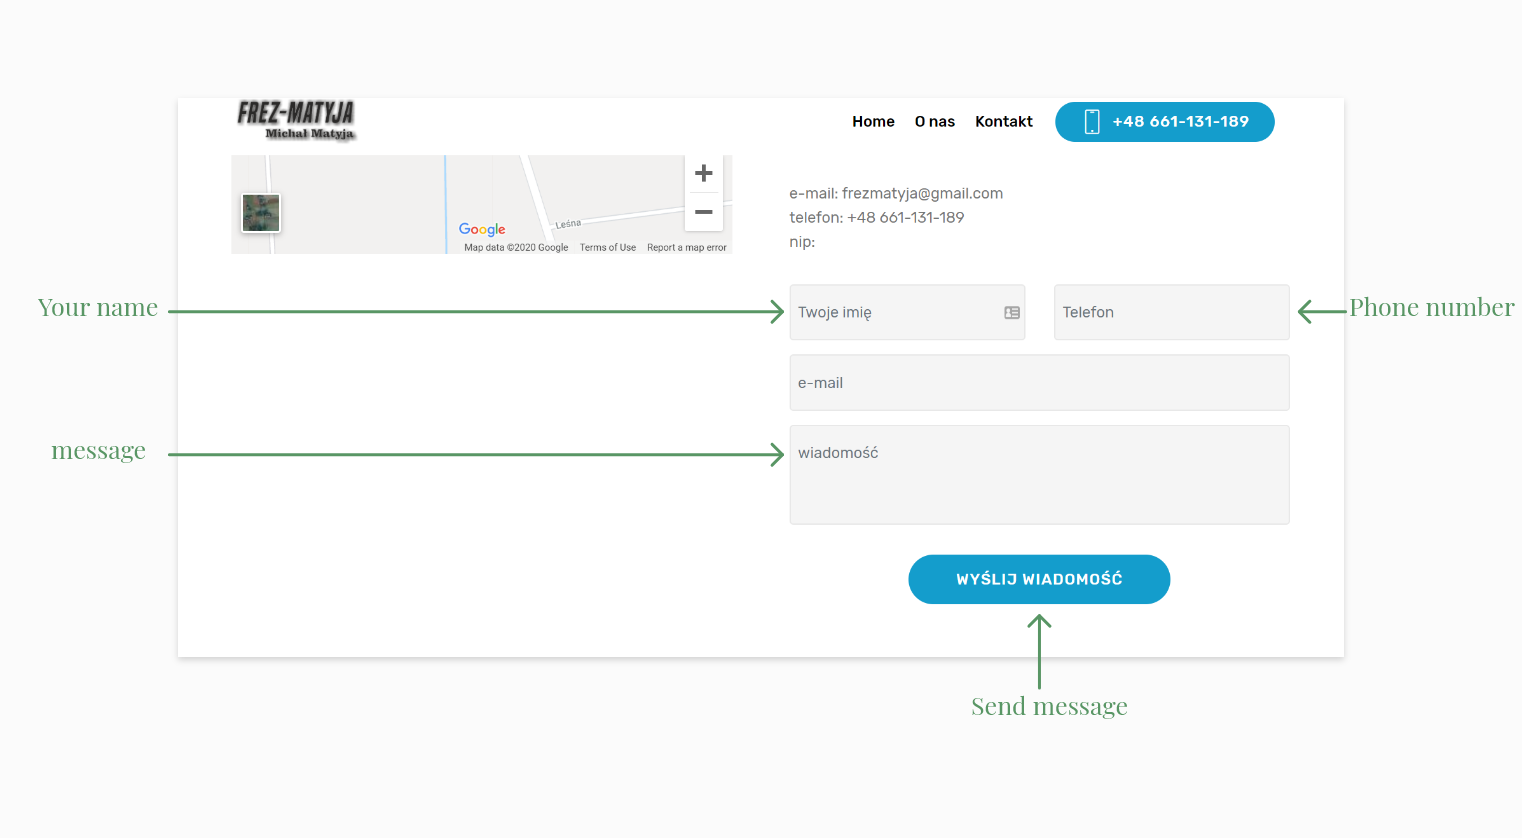 FREZ-MATYJA
Michał Matyja
Home O nas Kontakt +48 661-131-189
Google
Leśna
Map data ©2020 Google Terms of Use Report a map error
e-mail: frezmatyja@gmail.com
telefon: +48 661-131-189
nip:
Your name
Twoje imię
Telefon
Phone number
e-mail
message
wiadomość
WYŚLIJ WIADOMOŚĆ
Send message